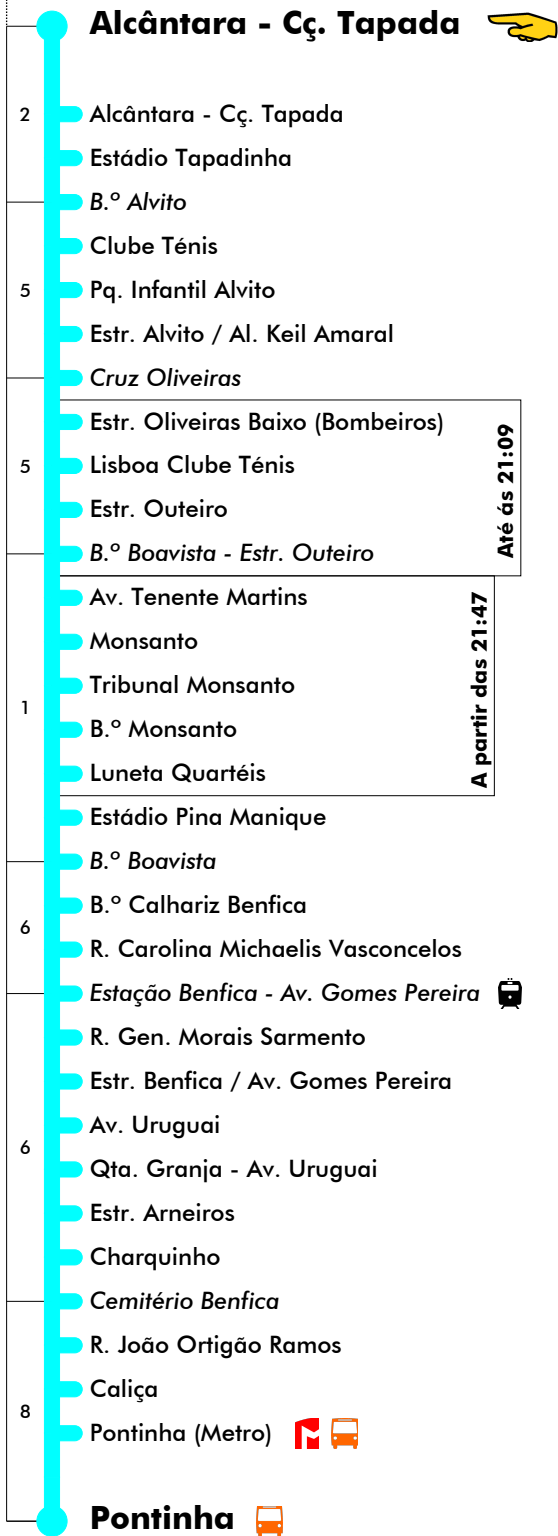 Alcântara - Cç. Tapada
2
Alcântara - Cç. Tapada
Estádio Tapadinha
B.º Alvito
Clube Ténis
5
Pq. Infantil Alvito
Estr. Alvito / Al. Keil Amaral
Cruz Oliveiras
Estr. Oliveiras Baixo (Bombeiros)
5
Lisboa Clube Ténis
Estr. Outeiro
B.º Boavista - Estr. Outeiro
Até ás 21:09
Av. Tenente Martins
Monsanto
Tribunal Monsanto
1
B.º Monsanto
Luneta Quartéis
A partir das 21:47
Estádio Pina Manique
B.º Boavista
B.º Calhariz Benfica
6
R. Carolina Michaelis Vasconcelos
Estação Benfica - Av. Gomes Pereira
R. Gen. Morais Sarmento
Estr. Benfica / Av. Gomes Pereira
Av. Uruguai
6
Qta. Granja - Av. Uruguai
Estr. Arneiros
Charquinho
Cemitério Benfica
R. João Ortigão Ramos
Caliça
8
Pontinha (Metro)
Pontinha